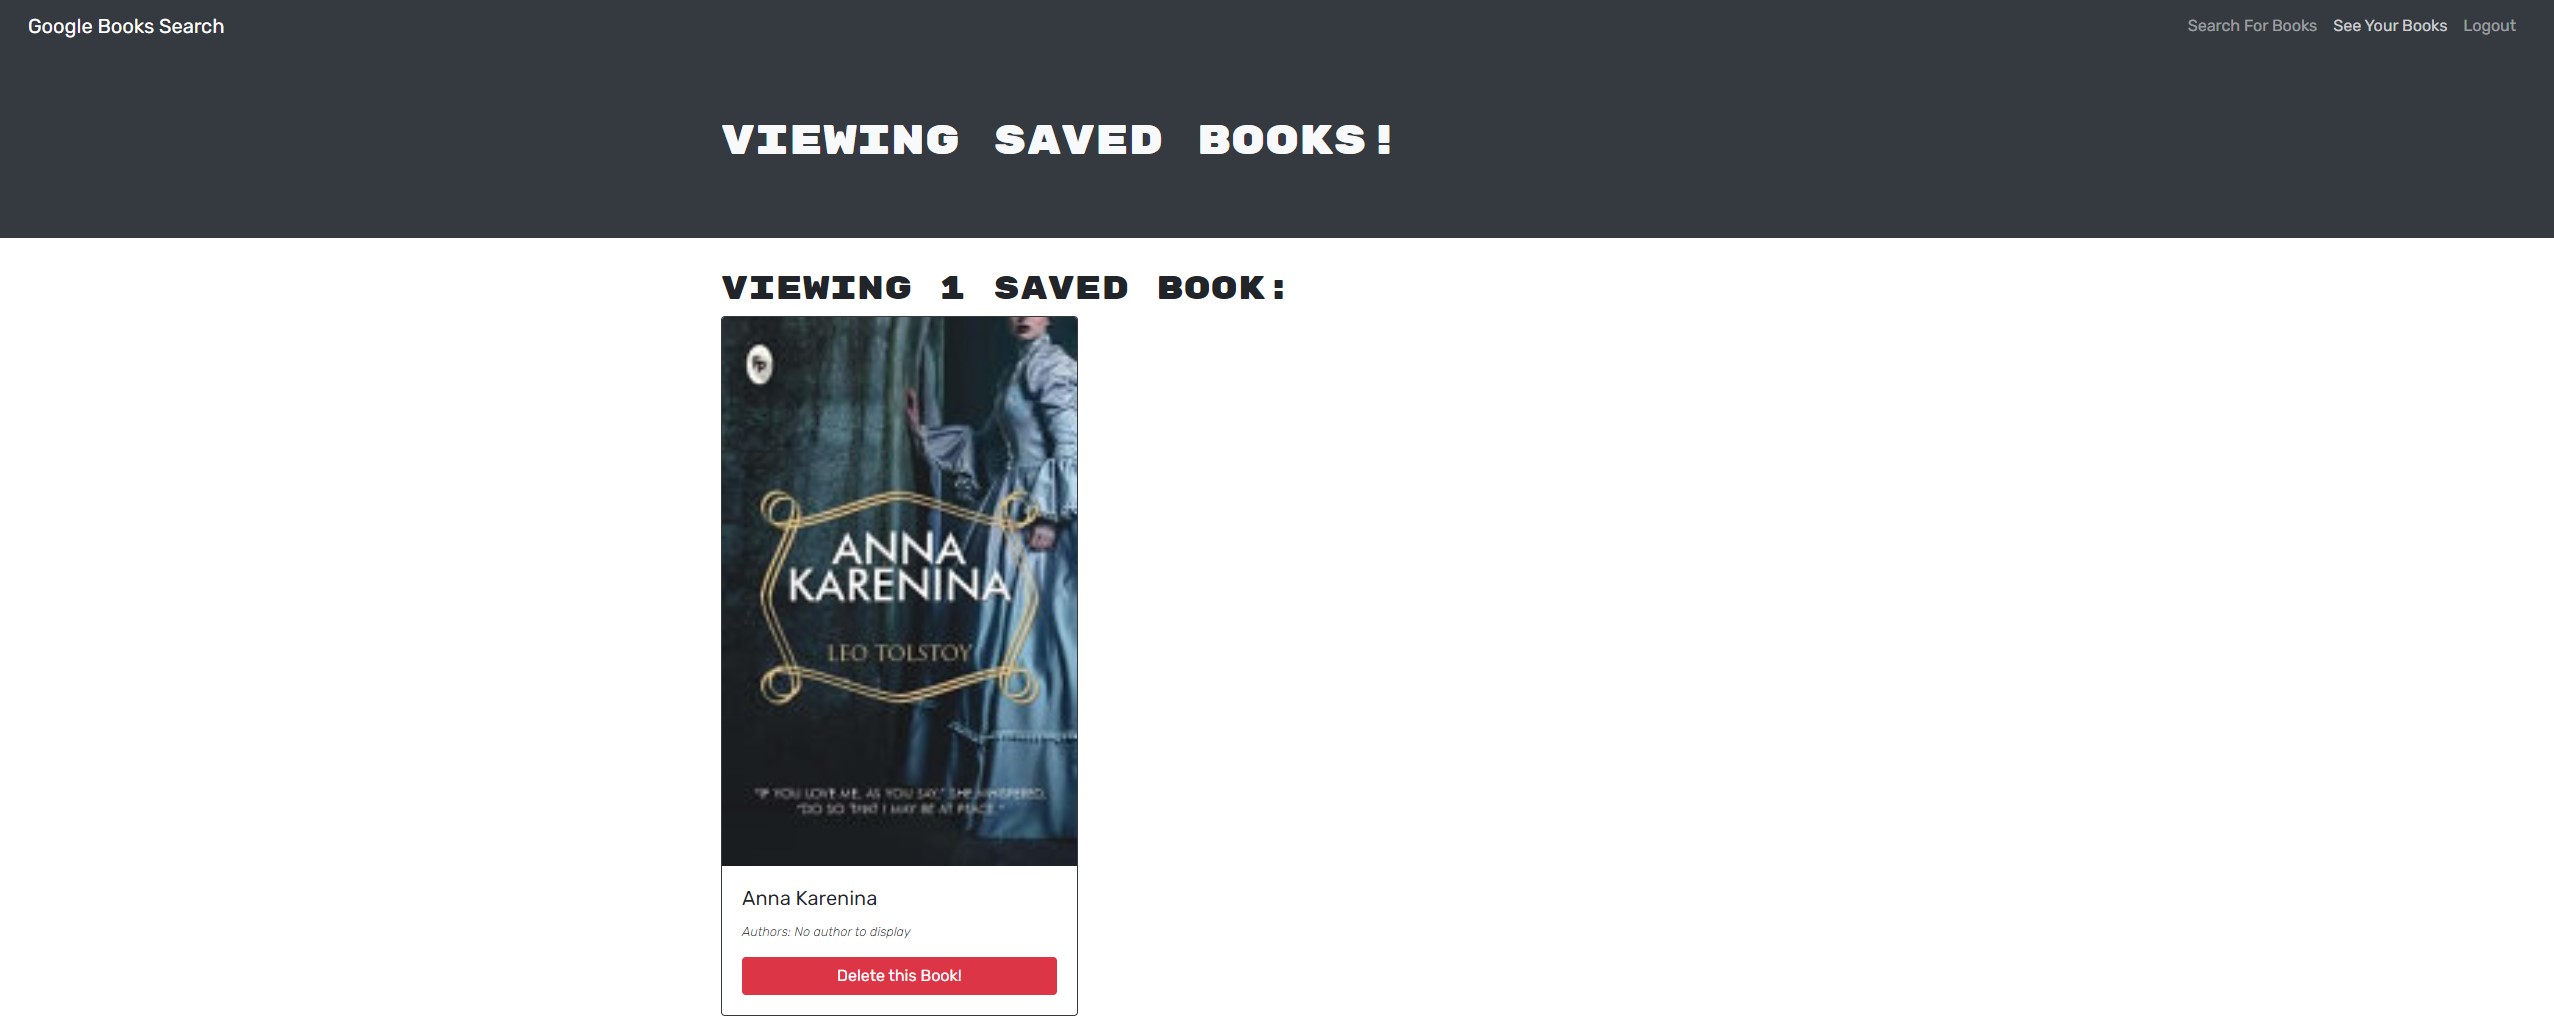 Google Books Search
Search For Books See Your Books Logout
VIEWING SAVED BOOKS!
VIEWING 1 SAVED BOOK:
FP
ANNA
KARENINA
LEO TOLSTOY
"IF YOU LOVE ME, AS YOU SAY," SHE WHISPERED,
"DO SO THAT I MAY BE AT PEACE."
Anna Karenina
Authors: No author to display
Delete this Book!